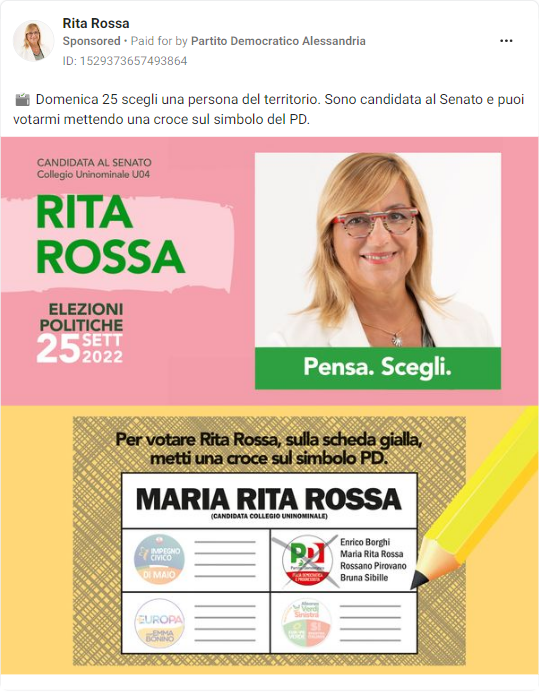 Rita Rossa
Sponsored • Paid for by Partito Democratico Alessandria
ID: 1529373657493864
🗳 Domenica 25 scegli una persona del territorio. Sono candidata al Senato e puoi
votarmi mettendo una croce sul simbolo del PD.
CANDIDATA AL SENATO
Collegio Uninominale U04
RITA
ROSSA
ELEZIONI
POLITICHE
25 SETT
2022
Pensa. Scegli.
Per votare Rita Rossa, sulla scheda gialla,
metti una croce sul simbolo PD.
MARIA RITA ROSSA
(CANDIDATA COLLEGIO UNINOMINALE)
IMPEGNO
CIVICO
DI MAIO
PD
Enrico Borghi
Maria Rita Rossa
Rossano Pirovano
Bruna Sibille
EUROPA
EMMA
BONINO
Verdi
Sinistra